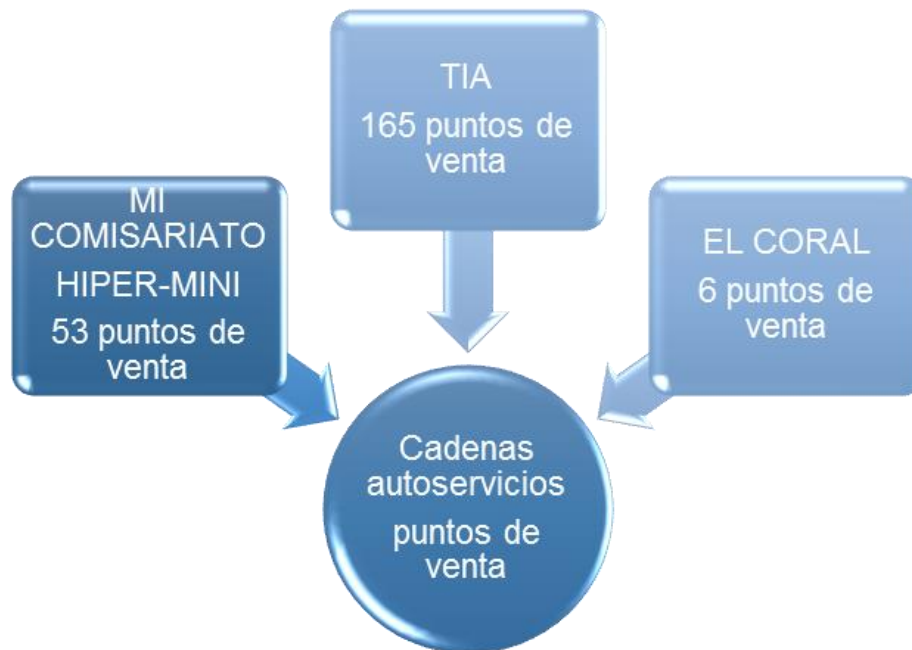 MI
COMISARIATO
HIPER-MINI
53 puntos de
venta
TIA
165 puntos de
venta
EL CORAL
6 puntos de
venta
Cadenas
autoservicios
puntos de
venta